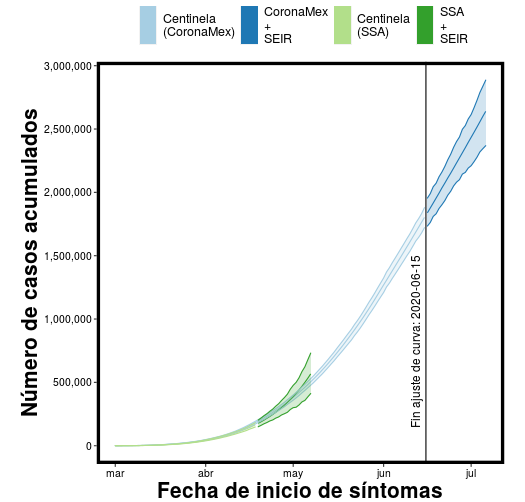 Centinela
(CoronaMex)
CoronaMex
+
SEIR
Centinela
(SSA)
SSA
+
SEIR
Número de casos acumulados
3,000,000
2,500,000
2,000,000
1,500,000
1,000,000
500,000
0
Fin ajuste de curva: 2020-06-15
mar
abr
may
jun
jul
Fecha de inicio de síntomas